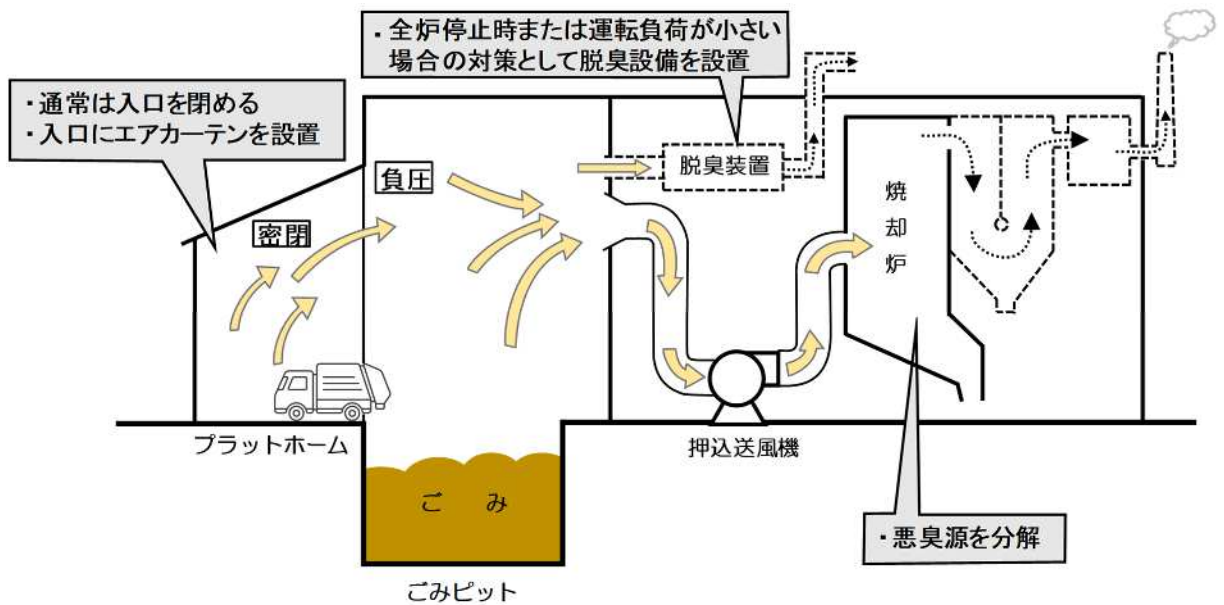 ・全炉停止時または運転負荷が小さい
場合の対策として脱臭設備を設置
・通常は入口を閉める
・入口にエアカーテンを設置
負圧
脱臭装置
密閉
焼
却
炉
プラットホーム
押込送風機
ごみ
・悪臭源を分解
ごみピット